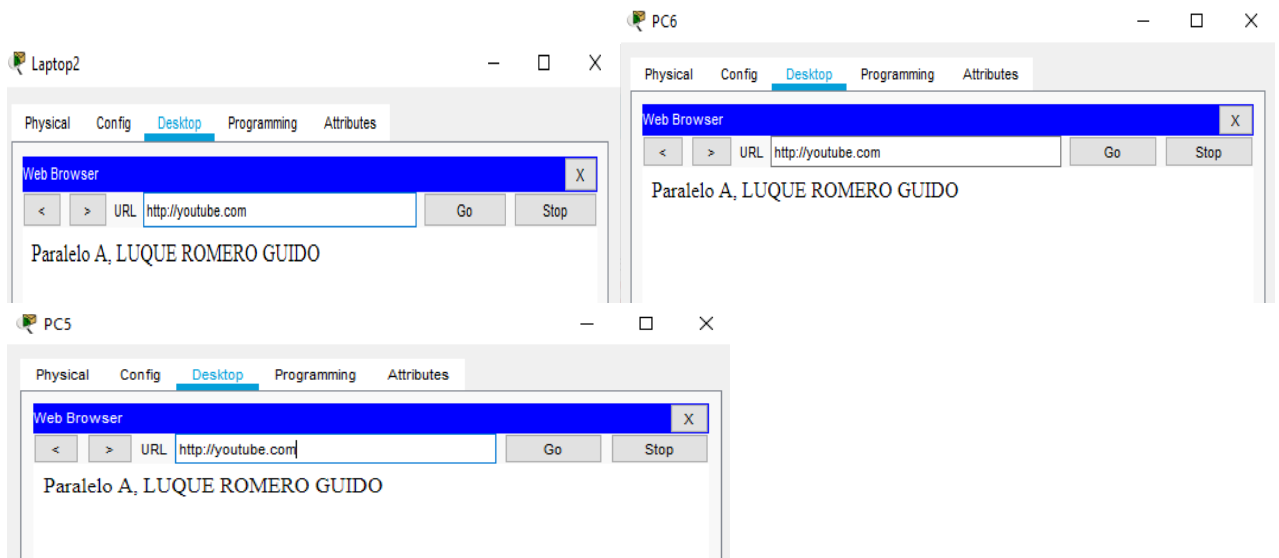 Laptop2
Physical Config Desktop Programming Attributes
Web Browser X
< > URL http://youtube.com Go Stop
Paralelo A, LUQUE ROMERO GUIDO
PC6
Physical Config Desktop Programming Attributes
Web Browser X
< > URL http://youtube.com Go Stop
Paralelo A, LUQUE ROMERO GUIDO
PC5
Physical Config Desktop Programming Attributes
Web Browser X
< > URL http://youtube.com Go Stop
Paralelo A, LUQUE ROMERO GUIDO